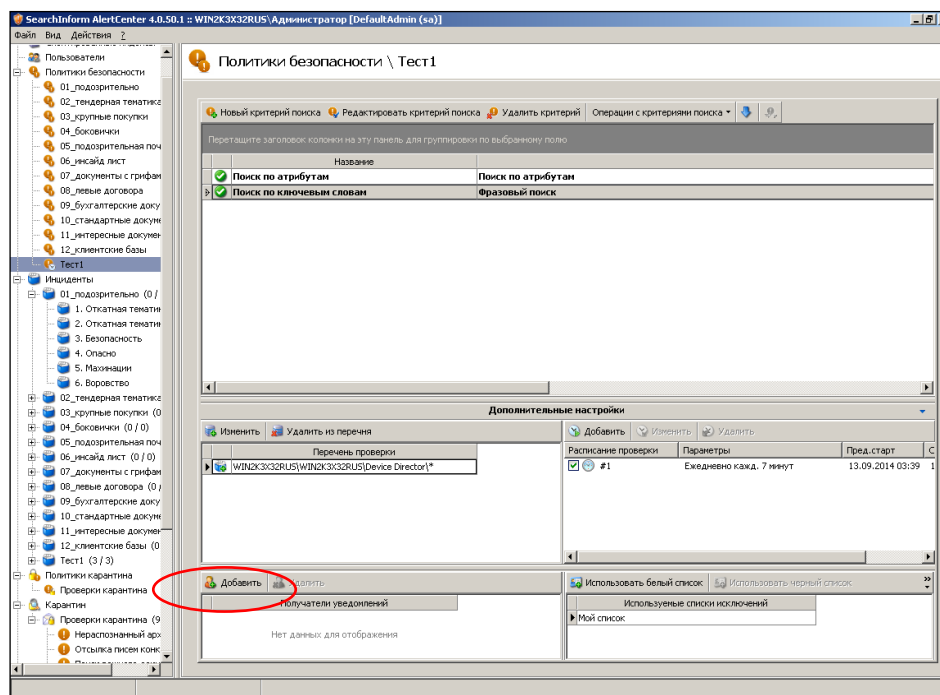 SearchInform AlertCenter 4.0.50.1 :: WIN2K3X32RUS\Администратор [DefaultAdmin (sa)]
Файл Вид Действия ?
Пользователи
Политики безопасности
01_подозрительно
02_тендерная тематика
03_крупные покупки
04_боковички
05_подозрительная поч
06_инсайд лист
07_документы с грифам
08_левые договора
09_бухгалтерские доку
10_стандартные докуме
11_интересные докумен
12_клиентские базы
Тест1
Инциденты
01_подозрительно (0 /
1. Откатная темати
2. Откатная темати
3. Безопасность
4. Опасно
5. Махинации
6. Воровство
02_тендерная тематика
03_крупные покупки (0
04_боковички (0 / 0)
05_подозрительная поч
06_инсайд лист (0 / 0)
07_документы с грифам
08_левые договора (0 /
09_бухгалтерские доку
10_стандартные докуме
11_интересные докумен
12_клиентские базы (0
Тест1 (3 / 3)
Политики карантина
Проверки карантина
Карантин
Проверки карантина (9
Нераспознанный арх
Отсылка писем конк
Политики безопасности \ Тест1
Новый критерий поиска Редактировать критерий поиска Удалить критерий Операции с критериями поиска
Перетащите заголовок колонки на эту панель для группировки по выбранному полю
Название
Поиск по атрибутам Поиск по атрибутам
Поиск по ключевым словам Фразовый поиск
Дополнительные настройки
Изменить Удалить из перечня
Перечень проверки
WIN2K3X32RUS\WIN2K3X32RUS\Device Director\*
Добавить Изменить Удалить
Расписание проверки Параметры Пред.старт С
#1 Ежедневно кажд. 7 минут 13.09.2014 03:39 1
Добавить Удалить
Получатели уведомлений
Нет данных для отображения
Использовать белый список Использовать черный список
Используемые списки исключений
Мой список